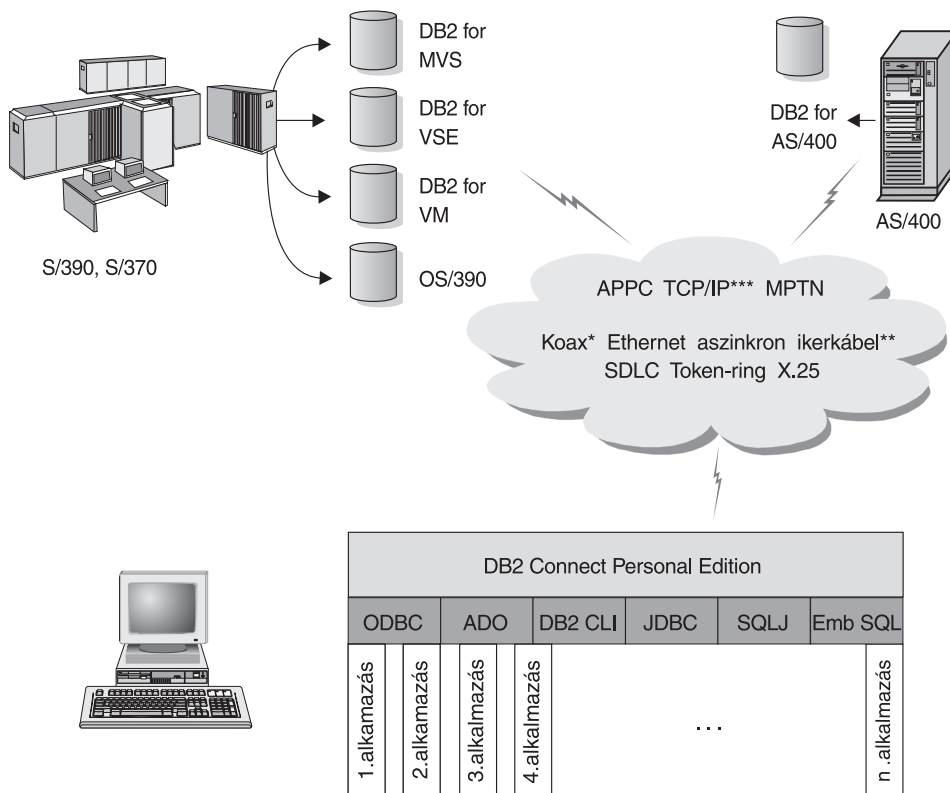 DB2 for
MVS
DB2 for
VSE
DB2 for
VM
OS/390
S/390, S/370
DB2 for
AS/400
AS/400
APPC TCP/IP*** MPTN
Koax* Ethernet aszinkron ikerkábel**
SDLC Token-ring X.25
DB2 Connect Personal Edition
ODBC ADO DB2 CLI JDBC SQLJ Emb SQL
1.alkamazás
2.alkamazás
3.alkalmazás
4.alkalmazás
...
n .alkalmazás